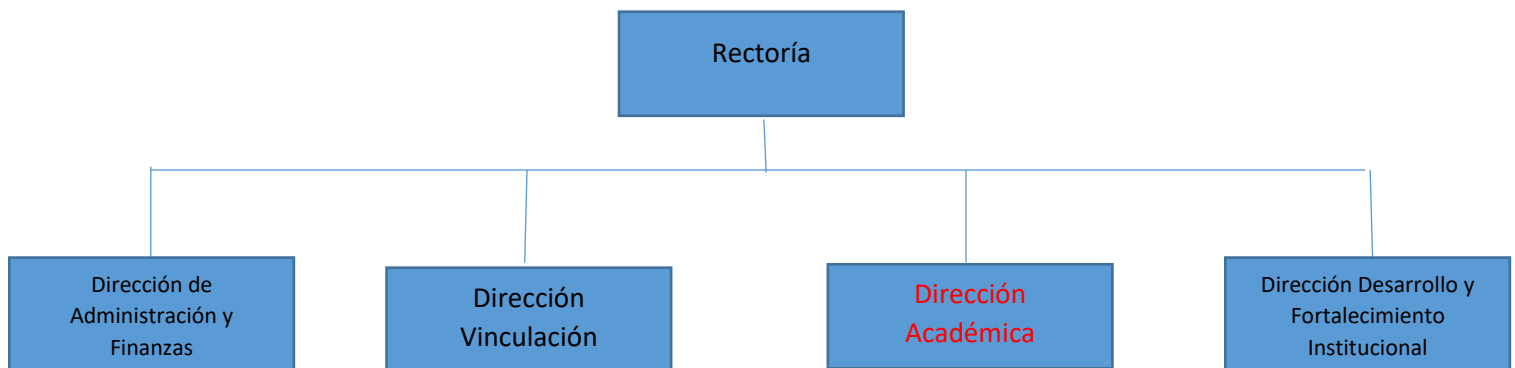 Rectoría
Dirección de
Administración y
Finanzas
Dirección
Vinculación
Dirección
Académica
Dirección Desarrollo y
Fortalecimiento
Institucional